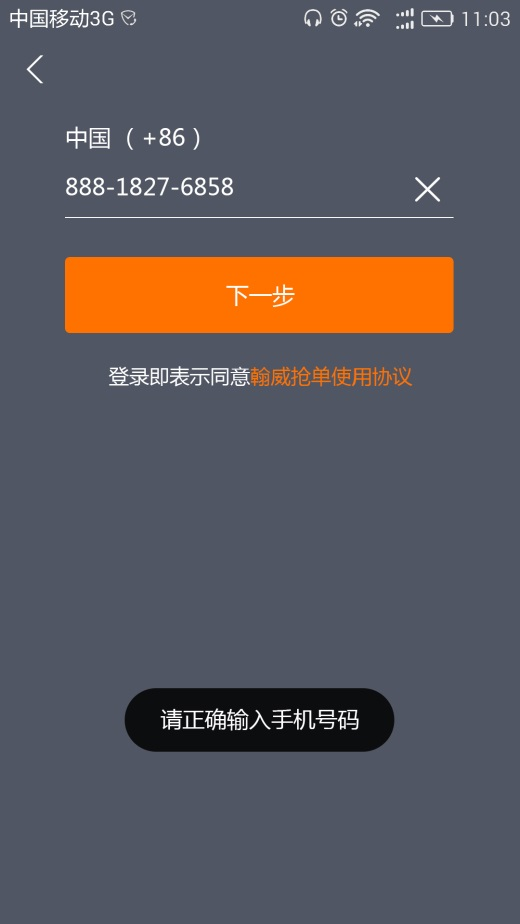 中国移动3G 11:03
中国（+86）
888-1827-6858
下一步
登录即表示同意翰威抢单使用协议
请正确输入手机号码